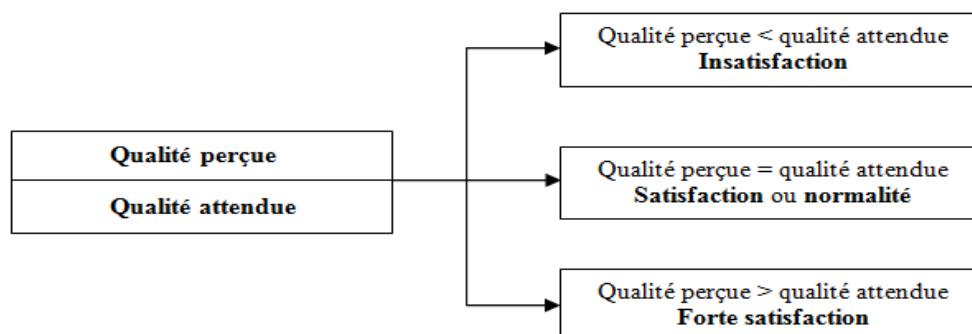 Qualité perçue
Qualité attendue
Qualité perçue < qualité attendue
Insatisfaction
Qualité perçue = qualité attendue
Satisfaction ou normalité
Qualité perçue > qualité attendue
Forte satisfaction